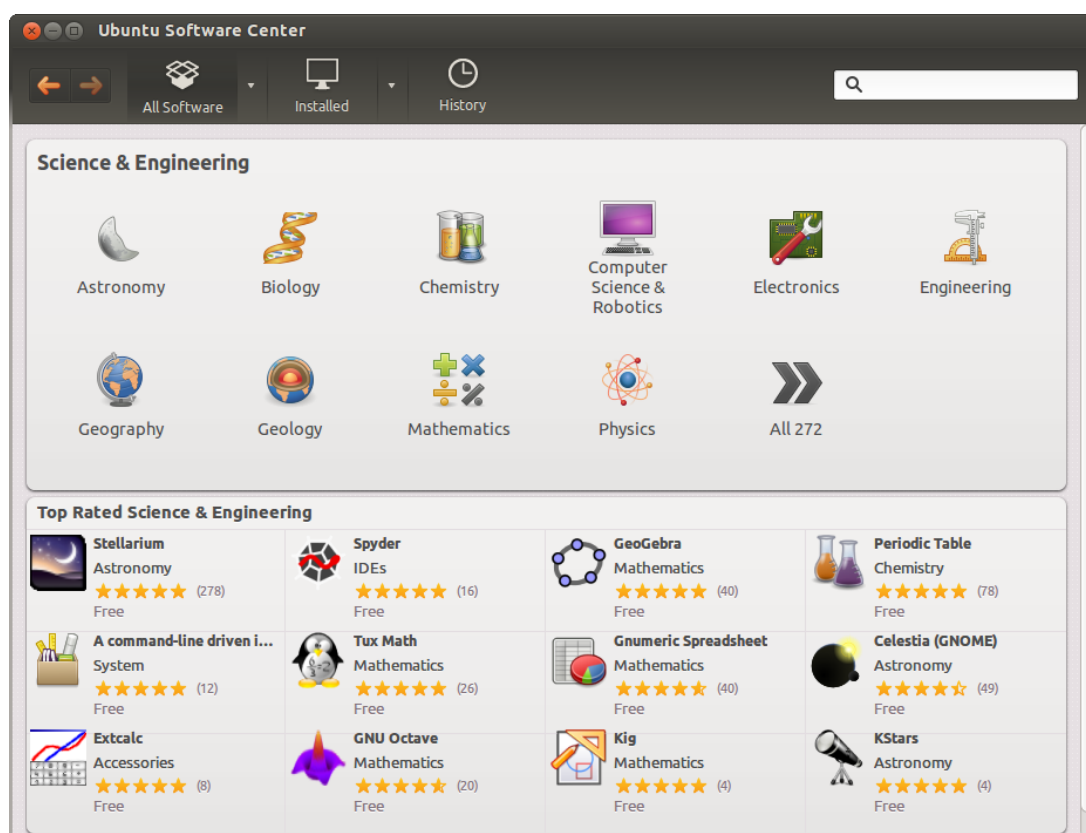 Ubuntu Software Center
All Software
Installed
History
Science & Engineering
Astronomy
Biology
Chemistry
Computer
Science &
Robotics
Electronics
Engineering
Geography
Geology
Mathematics
Physics
All 272
Top Rated Science & Engineering
Stellarium
Astronomy
(278)
Free
Spyder
IDEs
(16)
Free
GeoGebra
Mathematics
(40)
Free
Periodic Table
Chemistry
(78)
Free
A command-line driven i...
System
(12)
Free
Tux Math
Mathematics
(26)
Free
Gnumeric Spreadsheet
Mathematics
(40)
Free
Celestia (GNOME)
Astronomy
(49)
Free
Extcalc
Accessories
(8)
Free
GNU Octave
Mathematics
(20)
Free
Kig
Mathematics
(4)
Free
KStars
Astronomy
(4)
Free